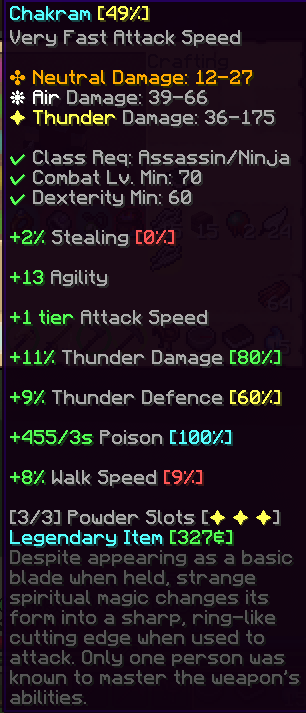 Chakram [49%]
Very Fast Attack Speed
✣ Neutral Damage: 12-27
❋ Air Damage: 39-66
✦ Thunder Damage: 36-175
✓ Class Req: Assassin/Ninja
✓ Combat Lv. Min: 70
✓ Dexterity Min: 60
+2% Stealing [0%]
+13 Agility
+1 tier Attack Speed
+11% Thunder Damage [80%]
+9% Thunder Defence [60%]
+455/3s Poison [100%]
+8% Walk Speed [9%]
[3/3] Powder Slots [✦ ✦ ✦]
Legendary Item [327¢]
Despite appearing as a basic
blade when held, strange
spiritual magic changes its
form into a sharp, ring-like
cutting edge when used to
attack. Only one person was
known to master the weapon's
abilities.